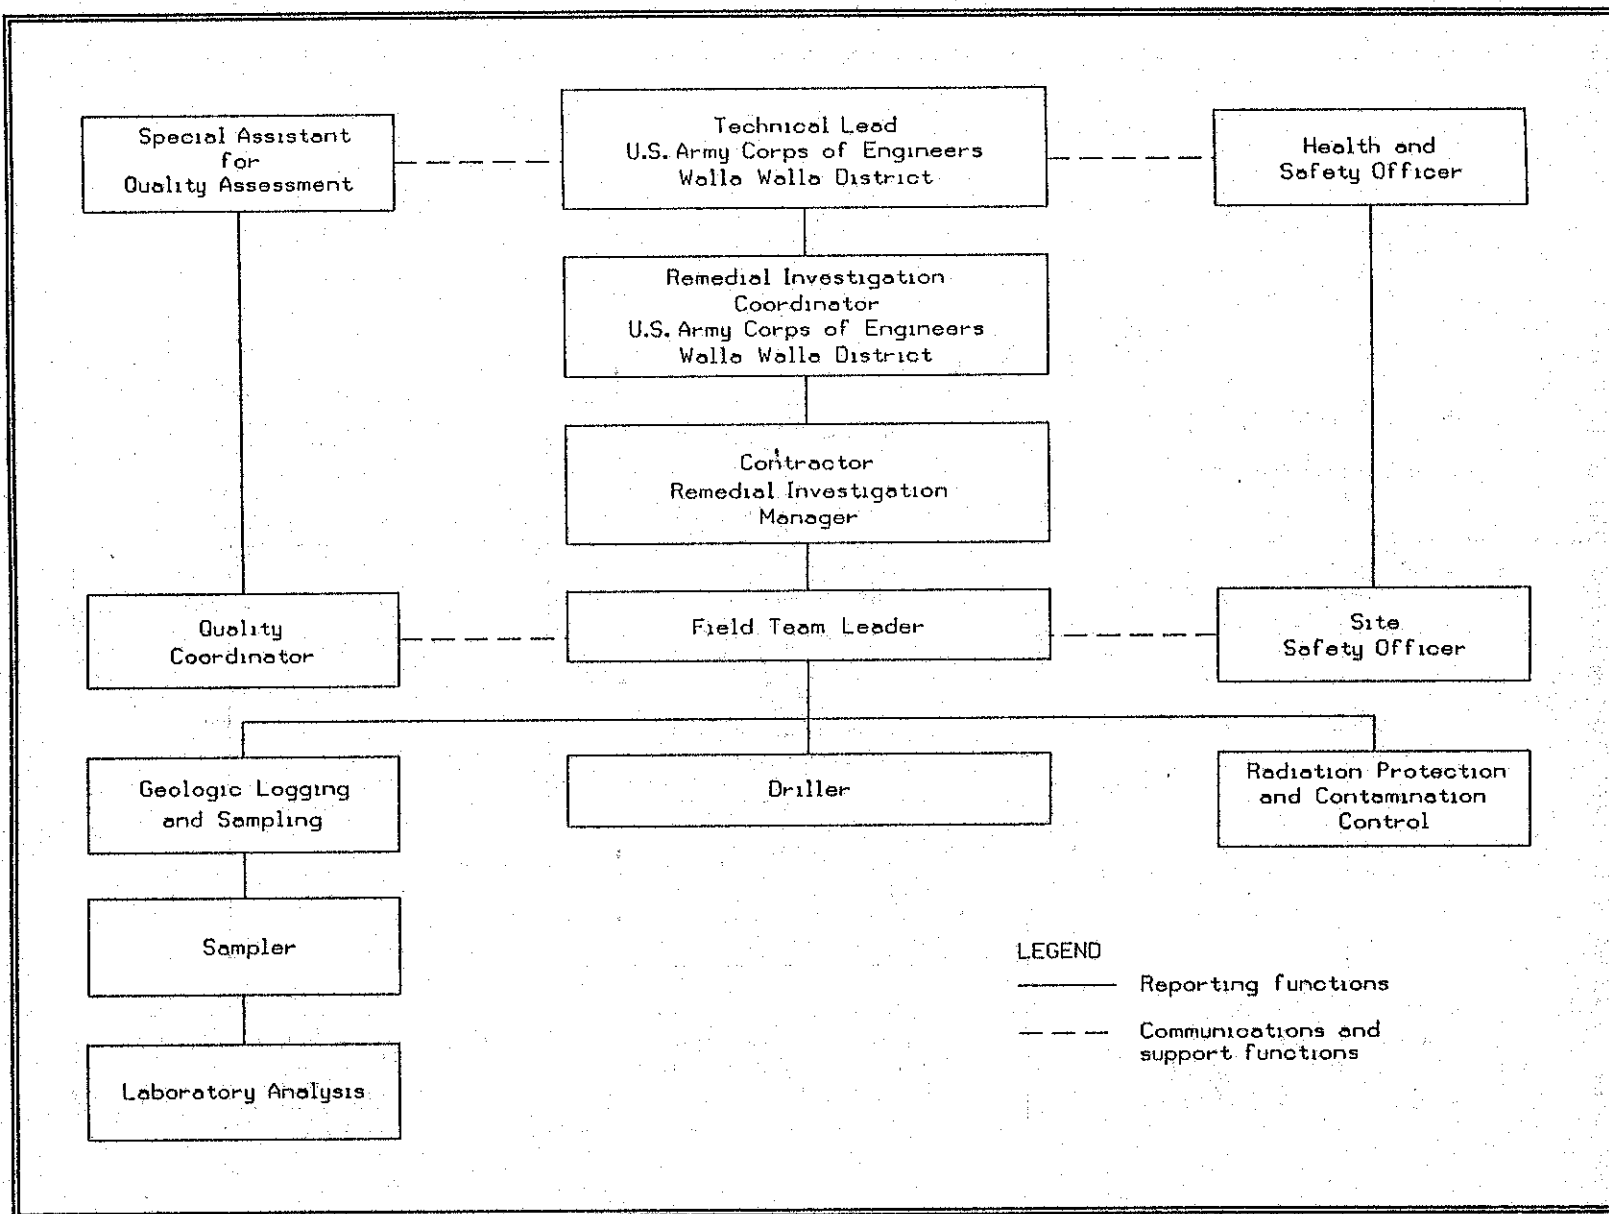 Special Assistant
for
Quality Assessment
Technical Lead
U.S. Army Corps of Engineers
Walla Walla District
Health and
Safety Officer
Remedial Investigation
Coordinator
U.S. Army Corps of Engineers
Walla Walla District
Contractor
Remedial Investigation
Manager
Quality
Coordinator
Field Team Leader
Site
Safety Officer
Geologic Logging
and Sampling
Driller
Radiation Protection
and Contamination
Control
Sampler
Laboratory Analysis
LEGEND
Reporting functions
Communications and
support functions